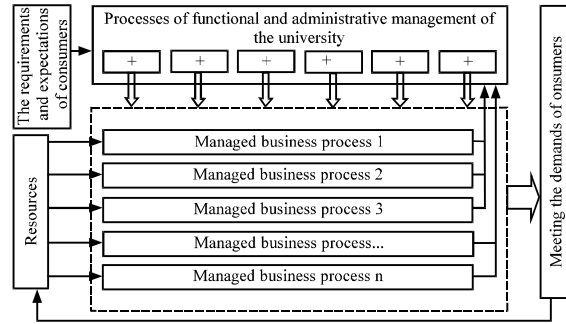 Processes of functional and administrative management of
the university
+ + + + + +
The requirements
and expectations
of consumers
Managed business process 1
Managed business process 2
Managed business process 3
Managed business process...
Managed business process n
Resources
Meeting the demands of onsumers